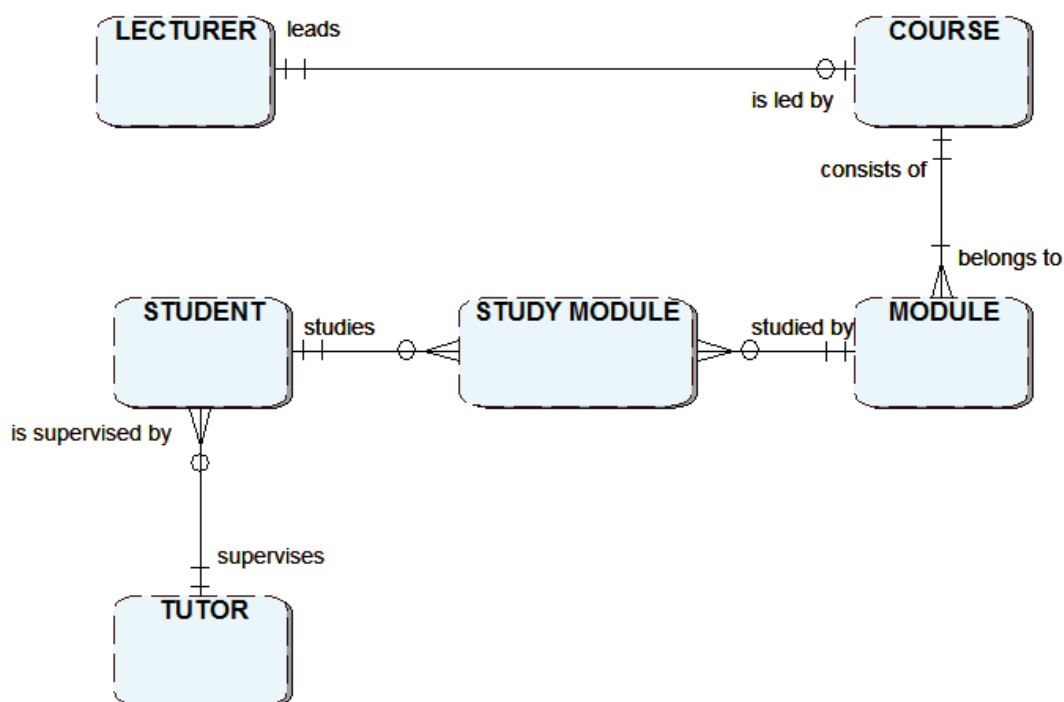 LECTURER
leads
COURSE
is led by
consists of
belongs to
STUDENT
studies
STUDY MODULE
studied by
MODULE
is supervised by
supervises
TUTOR